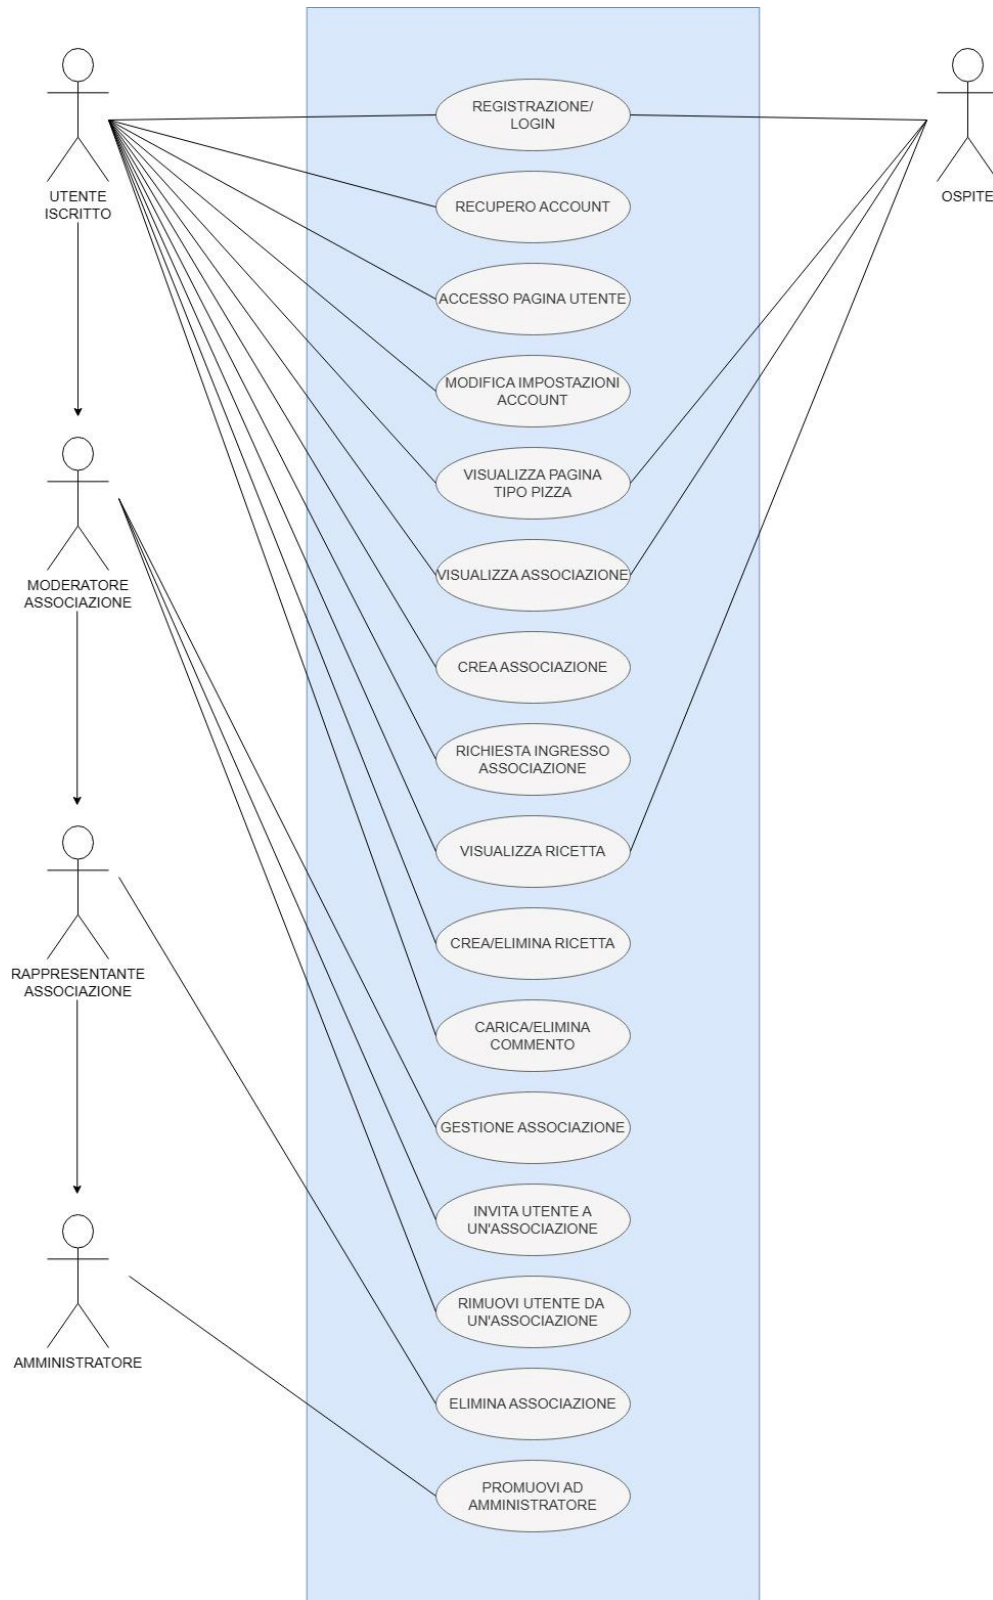 REGISTRAZIONE/
LOGIN
UTENTE
ISCRITTO
OSPITE
RECUPERO ACCOUNT
ACCESSO PAGINA UTENTE
MODIFICA IMPOSTAZIONI
ACCOUNT
VISUALIZZA PAGINA
TIPO PIZZA
VISUALIZZA ASSOCIAZIONE
MODERATORE
ASSOCIAZIONE
CREA ASSOCIAZIONE
RICHIESTA INGRESSO
ASSOCIAZIONE
VISUALIZZA RICETTA
CREA/ELIMINA RICETTA
RAPPRESENTANTE
ASSOCIAZIONE
CARICA/ELIMINA
COMMENTO
GESTIONE ASSOCIAZIONE
INVITA UTENTE A
UN'ASSOCIAZIONE
RIMUOVI UTENTE DA
UN'ASSOCIAZIONE
AMMINISTRATORE
ELIMINA ASSOCIAZIONE
PROMUOVI AD
AMMINISTRATORE